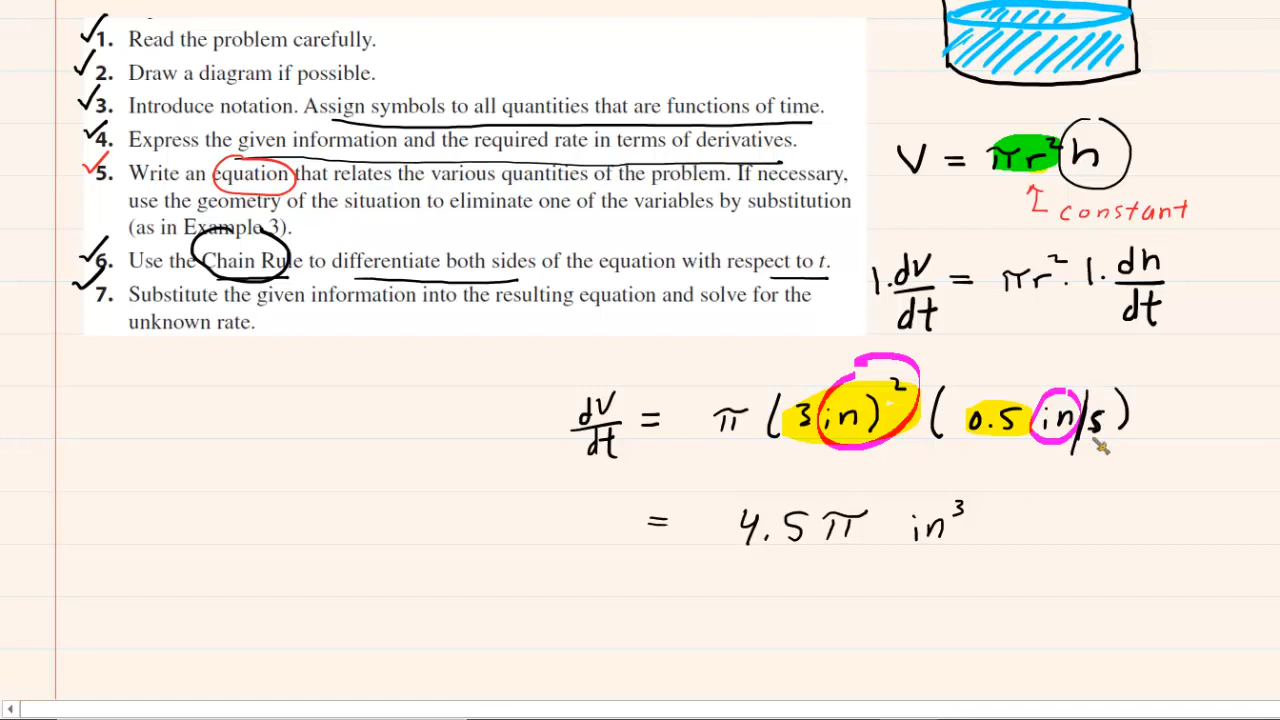 1. Read the problem carefully.
2. Draw a diagram if possible.
3. Introduce notation. Assign symbols to all quantities that are functions of time.
4. Express the given information and the required rate in terms of derivatives.
5. Write an equation that relates the various quantities of the problem. If necessary,
use the geometry of the situation to eliminate one of the variables by substitution
(as in Example 3).
6. Use the Chain Rule to differentiate both sides of the equation with respect to t.
7. Substitute the given information into the resulting equation and solve for the
unknown rate.
V = πr² h
constant
1· dV/dt = πr² · 1 · dh/dt
dV/dt = π (3 in)² (0.5 in/s)
= 4.5 π in³